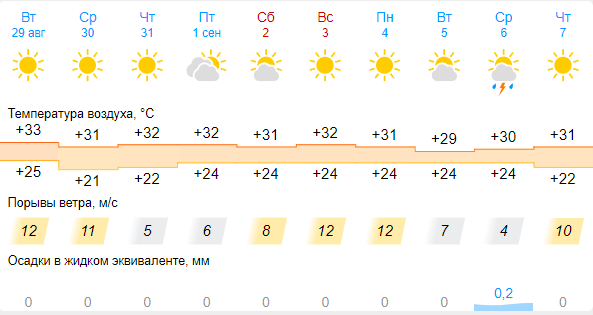 Вт Ср Чт Пт Сб Вс Пн Вт Ср Чт
29 авг 30 31 1 сен 2 3 4 5 6 7
Температура воздуха, °C
+33 +31 +32 +32 +31 +32 +31 +29 +30 +31
+25 +21 +22 +24 +24 +24 +24 +24 +24 +22
Порывы ветра, м/с
12 11 5 6 8 12 12 7 4 10
Осадки в жидком эквиваленте, мм
0 0 0 0 0 0 0 0 0,2 0